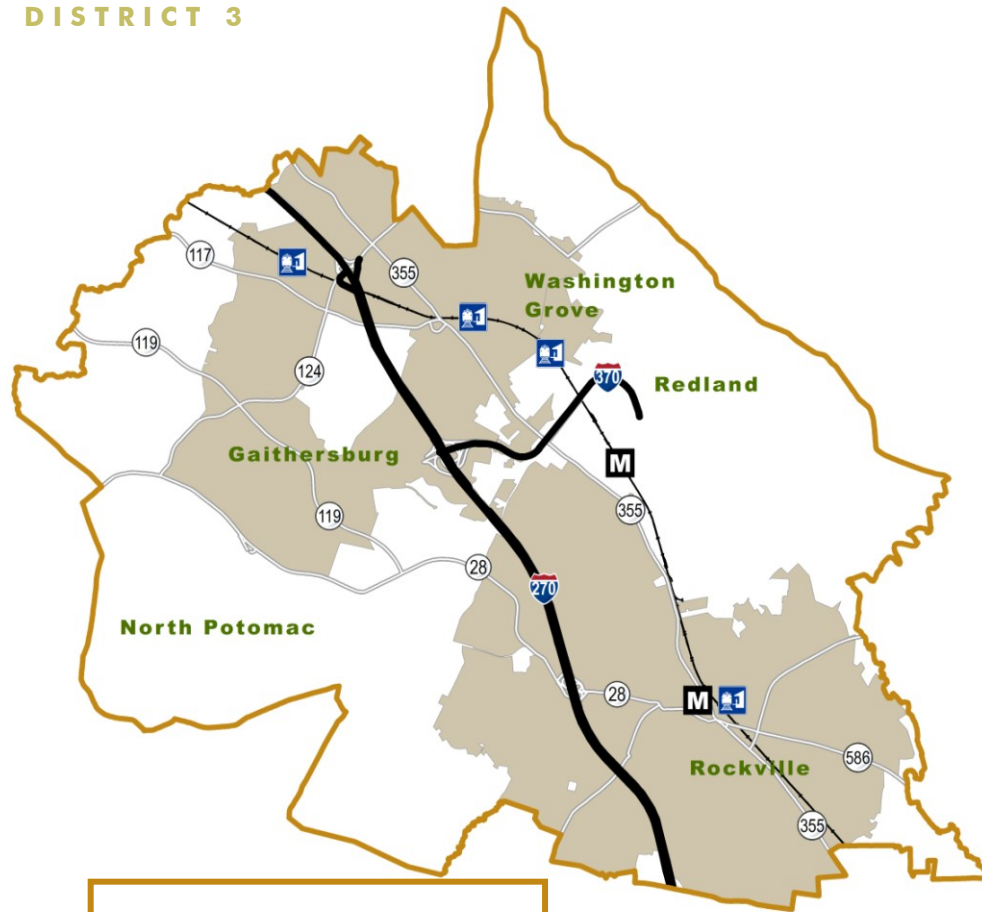 DISTRICT 3
117
355
Washington
Grove
119
124
370
Redland
Gaithersburg
M
119
355
28
270
North Potomac
28
M
Rockville
586
355